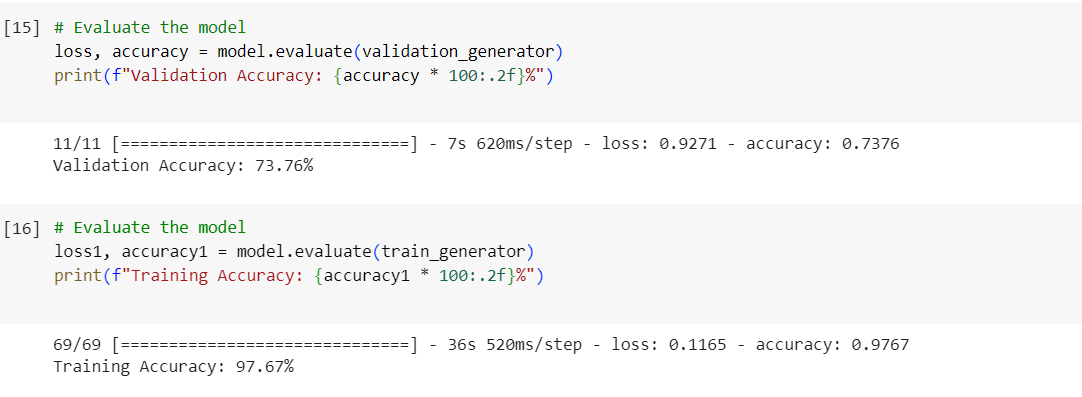 [15] # Evaluate the model
loss, accuracy = model.evaluate(validation_generator)
print(f"Validation Accuracy: {accuracy * 100:.2f}%")
11/11 [==============================] - 7s 620ms/step - loss: 0.9271 - accuracy: 0.7376
Validation Accuracy: 73.76%
[16] # Evaluate the model
loss1, accuracy1 = model.evaluate(train_generator)
print(f"Training Accuracy: {accuracy1 * 100:.2f}%")
69/69 [==============================] - 36s 520ms/step - loss: 0.1165 - accuracy: 0.9767
Training Accuracy: 97.67%